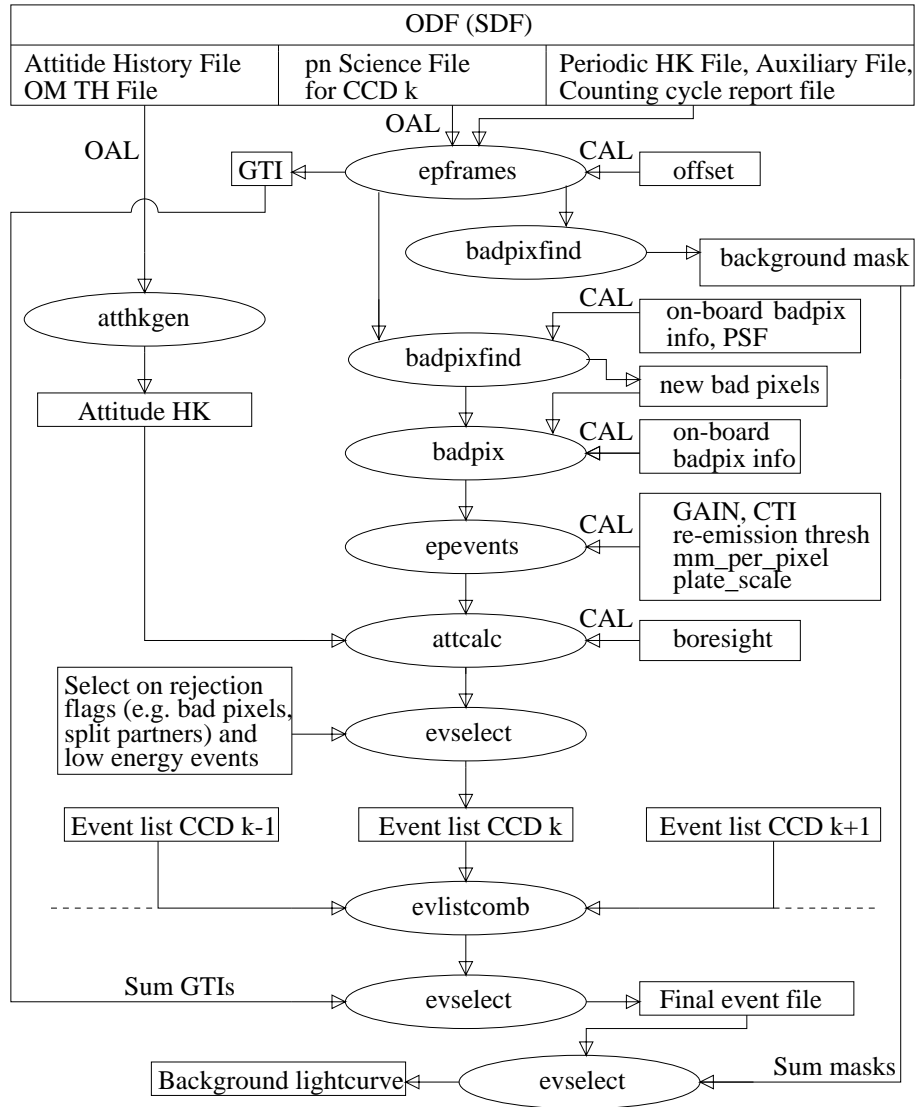 ODF (SDF)
Attitide History File
OM TH File
pn Science File
for CCD k
Periodic HK File, Auxiliary File,
Counting cycle report file
OAL
OAL
GTI
epframes
CAL
offset
badpixfind
background mask
atthkgen
CAL
on-board badpix
info, PSF
badpixfind
new bad pixels
Attitude HK
badpix
CAL
on-board
badpix info
epevents
CAL
GAIN, CTI
re-emission thresh
mm_per_pixel
plate_scale
attcalc
CAL
boresight
Select on rejection
flags (e.g. bad pixels,
split partners) and
low energy events
evselect
Event list CCD k-1
Event list CCD k
Event list CCD k+1
evlistcomb
Sum GTIs
evselect
Final event file
Background lightcurve
evselect
Sum masks